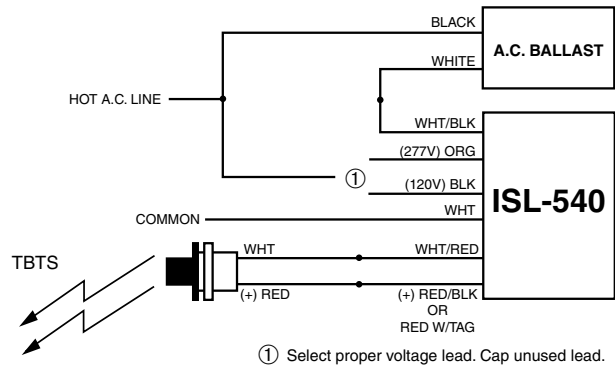 BLACK
A.C. BALLAST
WHITE
HOT A.C. LINE
WHT/BLK
(277V) ORG
①
(120V) BLK
ISL-540
WHT
COMMON
TBTS
WHT
WHT/RED
(+) RED
(+) RED/BLK
OR
RED W/TAG
① Select proper voltage lead. Cap unused lead.